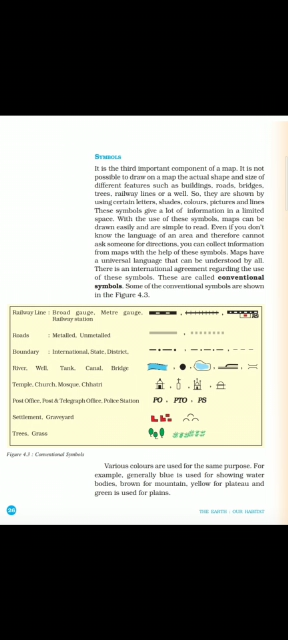 SYMBOLS
It is the third important component of a map. It is not
possible to draw on a map the actual shape and size of
different features such as buildings, roads, bridges,
trees, railway lines or a well. So, they are shown by
using certain letters, shades, colours, pictures and lines
These symbols give a lot of information in a limited
space. With the use of these symbols, maps can be
drawn easily and are simple to read. Even if you don't
know the language of an area and therefore cannot
ask someone for directions, you can collect information
from maps with the help of these symbols. Maps have
a universal language that can be understood by all.
There is an international agreement regarding the use
of these symbols. These are called conventional
symbols. Some of the conventional symbols are shown
in the Figure 4.3.
Railway Line : Broad gauge, Metre gauge,
Railway station
RS
Roads : Metalled, Unmetalled
Boundary : International, State, District,
River, Well, Tank, Canal, Bridge
Temple, Church, Mosque, Chhatri
Post Office, Post & Telegraph Office, Police Station PO , PTO , PS
Settlement, Graveyard
Trees, Grass
Figure 4.3 : Conventional Symbols
Various colours are used for the same purpose. For
example, generally blue is used for showing water
bodies, brown for mountain, yellow for plateau and
green is used for plains.
26 THE EARTH : OUR HABITAT